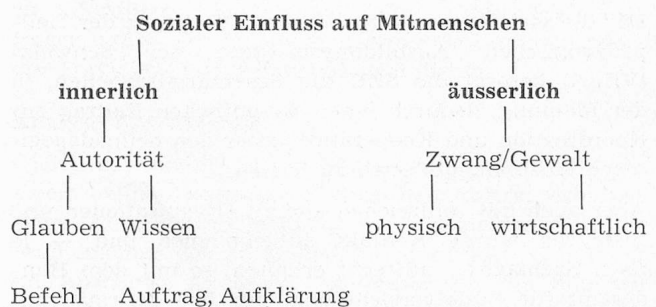 Sozialer Einfluss auf Mitmenschen
innerlich äusserlich
Autorität Zwang/Gewalt
Glauben Wissen physisch wirtschaftlich
Befehl Auftrag, Aufklärung